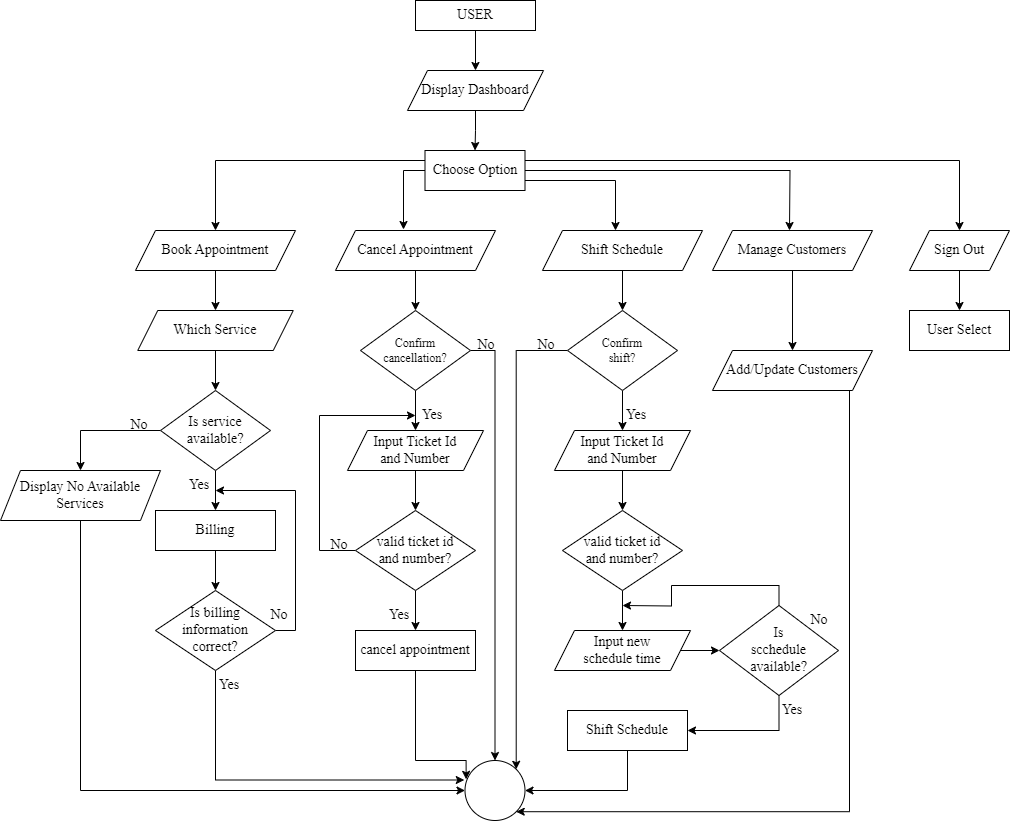 USER
Display Dashboard
Choose Option
Book Appointment
Cancel Appointment
Shift Schedule
Manage Customers
Sign Out
Which Service
Confirm
cancellation?
No
No
Confirm
shift?
User Select
Add/Update Customers
Is service
available?
No
Yes
Yes
Input Ticket Id
and Number
Input Ticket Id
and Number
Display No Available
Services
Yes
Billing
valid ticket id
and number?
No
valid ticket id
and number?
Is billing
information
correct?
No
Yes
cancel appointment
Input new
schedule time
Is
scchedule
available?
No
Yes
Yes
Shift Schedule